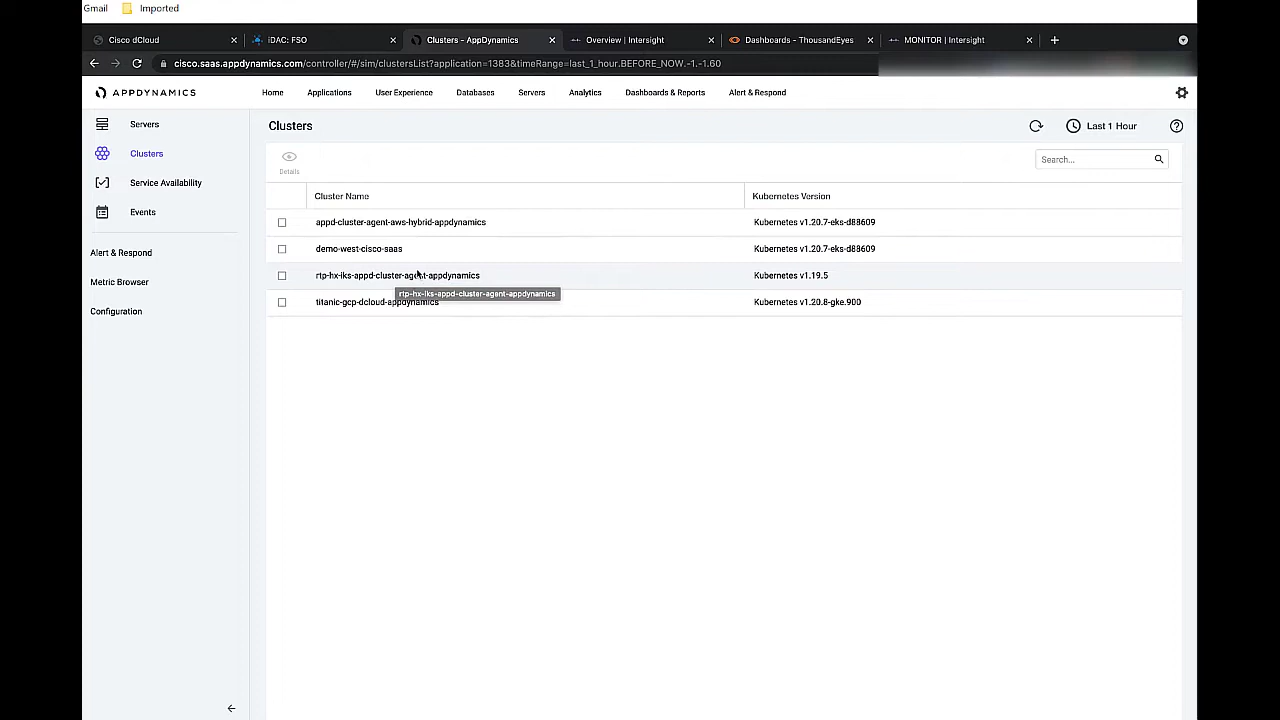 Gmail Imported
Cisco dCloud iDAC: FSO Clusters - AppDynamics Overview | Intersight Dashboards - ThousandEyes MONITOR | Intersight
cisco.saas.appdynamics.com/controller/#/sim/clustersList?application=1383&timeRange=last_1_hour.BEFORE_NOW.-1.-1.60
APPDYNAMICS Home Applications User Experience Databases Servers Analytics Dashboards & Reports Alert & Respond
Servers
Clusters
Service Availability
Events
Alert & Respond
Metric Browser
Configuration
Clusters Last 1 Hour
Details Search...
Cluster Name Kubernetes Version
appd-cluster-agent-aws-hybrid-appdynamics Kubernetes v1.20.7-eks-d88609
demo-west-cisco-saas Kubernetes v1.20.7-eks-d88609
rtp-hx-iks-appd-cluster-agent-appdynamics Kubernetes v1.19.5
rtp-hx-iks-appd-cluster-agent-appdynamics
titanic-gcp-dcloud-appdynamics Kubernetes v1.20.8-gke.900